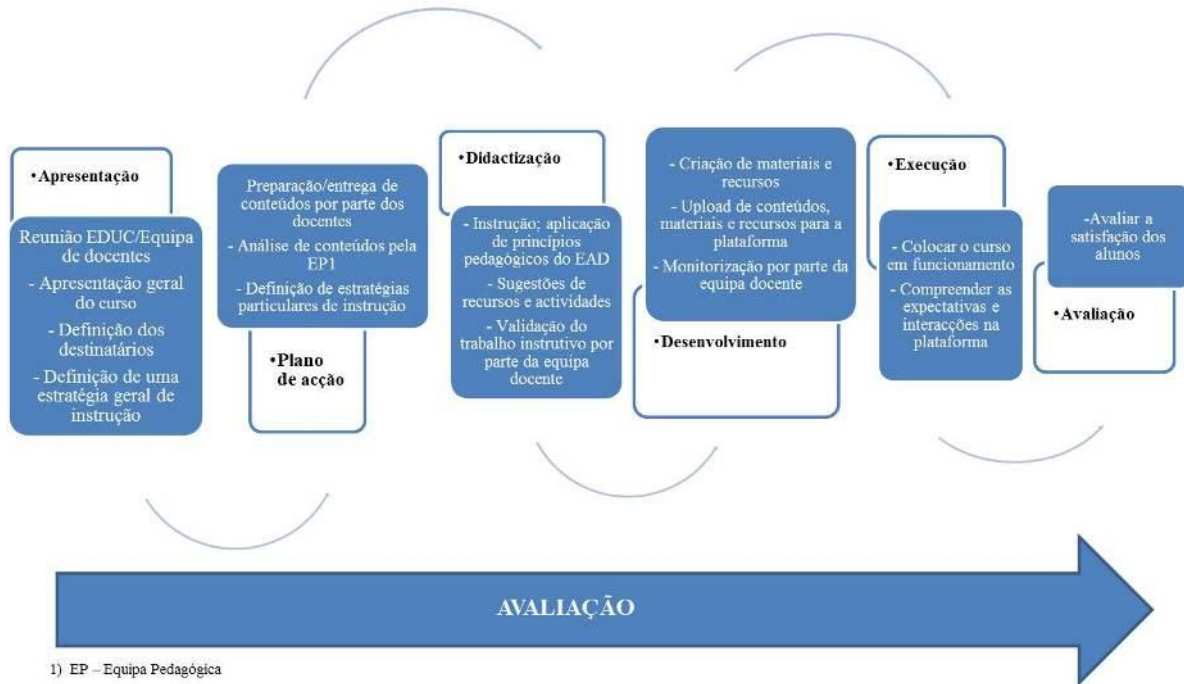 •Apresentação
Reunião EDUC/Equipa
de docentes
- Apresentação geral
do curso
- Definição dos
destinatários
- Definição de uma
estratégia geral de
instrução
Preparação/entrega de
conteúdos por parte dos
docentes
- Análise de conteúdos pela
EP1
- Definição de estratégias
particulares de instrução
•Plano
de acção
•Didactização
- Instrução; aplicação
de princípios
pedagógicos do EAD
- Sugestões de
recursos e actividades
- Validação do
trabalho instrutivo por
parte da equipa
docente
- Criação de materiais e
recursos
- Upload de conteúdos,
materiais e recursos para a
plataforma
- Monitorização por parte da
equipa docente
•Desenvolvimento
•Execução
- Colocar o curso
em funcionamento
- Compreender as
expectativas e
interacções na
plataforma
-Avaliar a
satisfação dos
alunos
•Avaliação
AVALIAÇÃO
1) EP – Equipa Pedagógica